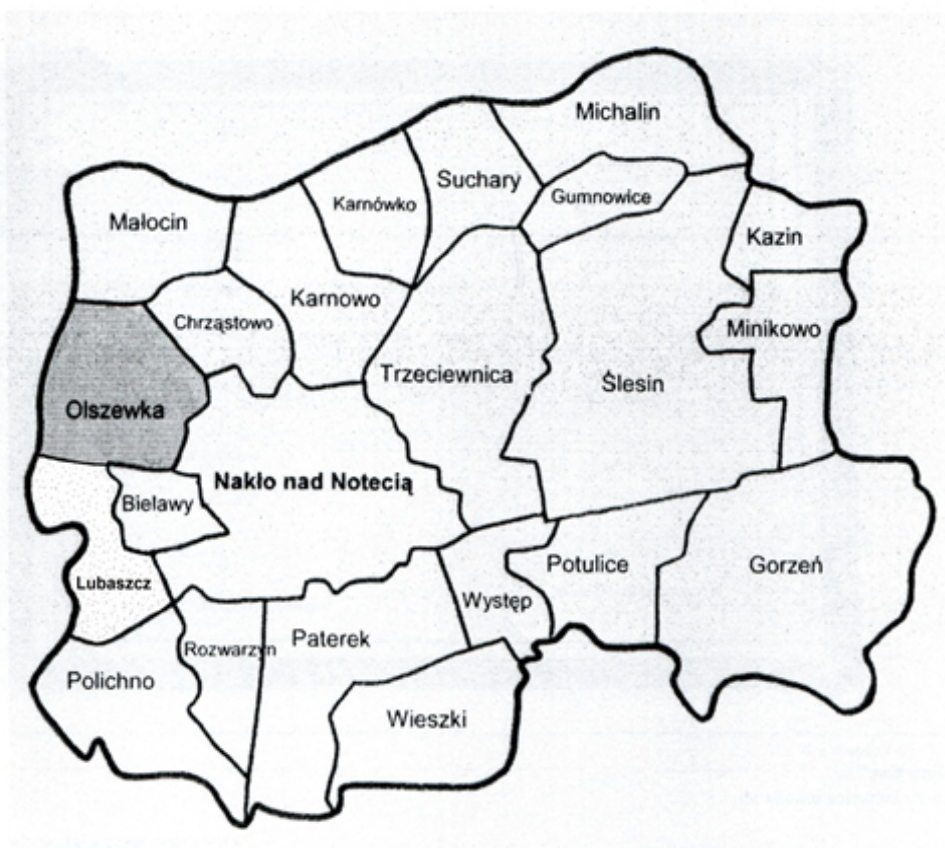 Michalin
Suchary
Gumnowice
Karnówko
Małocin
Kazin
Karnowo
Chrząstowo
Minikowo
Trzeciewnica
Ślesin
Olszewka
Nakło nad Notecią
Bielawy
Potulice
Gorzeń
Lubaszcz
Występ
Paterek
Rozwarzyn
Polichno
Wieszki